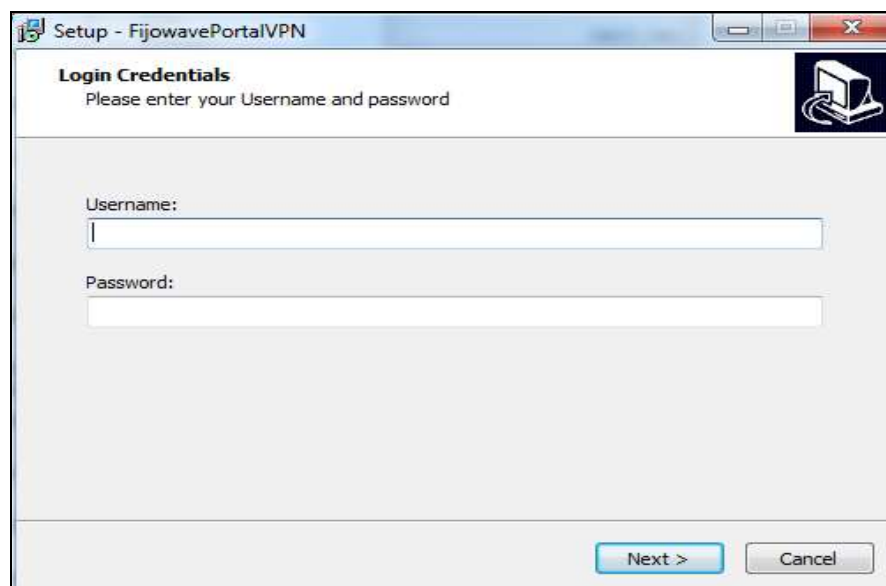 Setup - FijowavePortalVPN
Login Credentials
Please enter your Username and password
Username:
Password:
Next >
Cancel